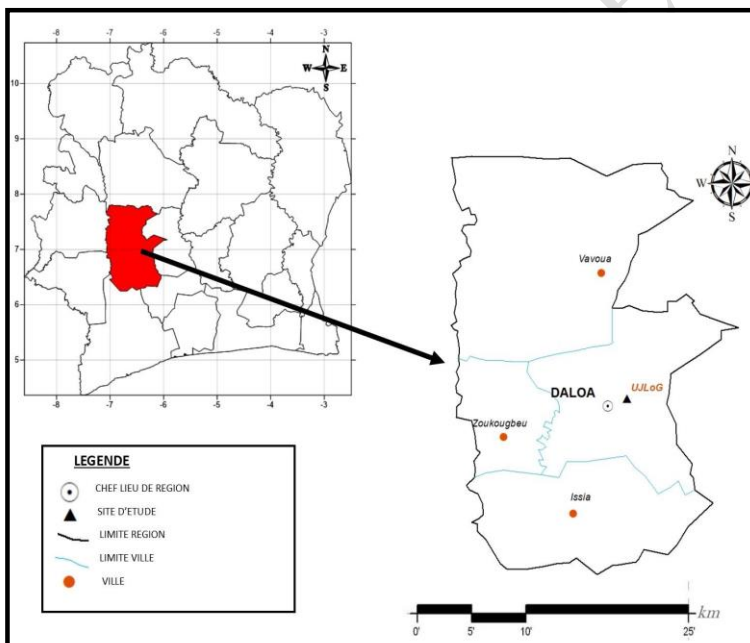 -8 -7 -6 -5 -4 -3
N
W E
S
10
9
8
7
6
5
-8 -7 -6 -5 -4 -3
N
W E
S
Vavoua
DALOA
UJLoG
Zoukougbeu
Issia
LEGENDE
CHEF LIEU DE REGION
SITE D'ETUDE
LIMITE REGION
LIMITE VILLE
VILLE
km
0' 5' 10' 25'